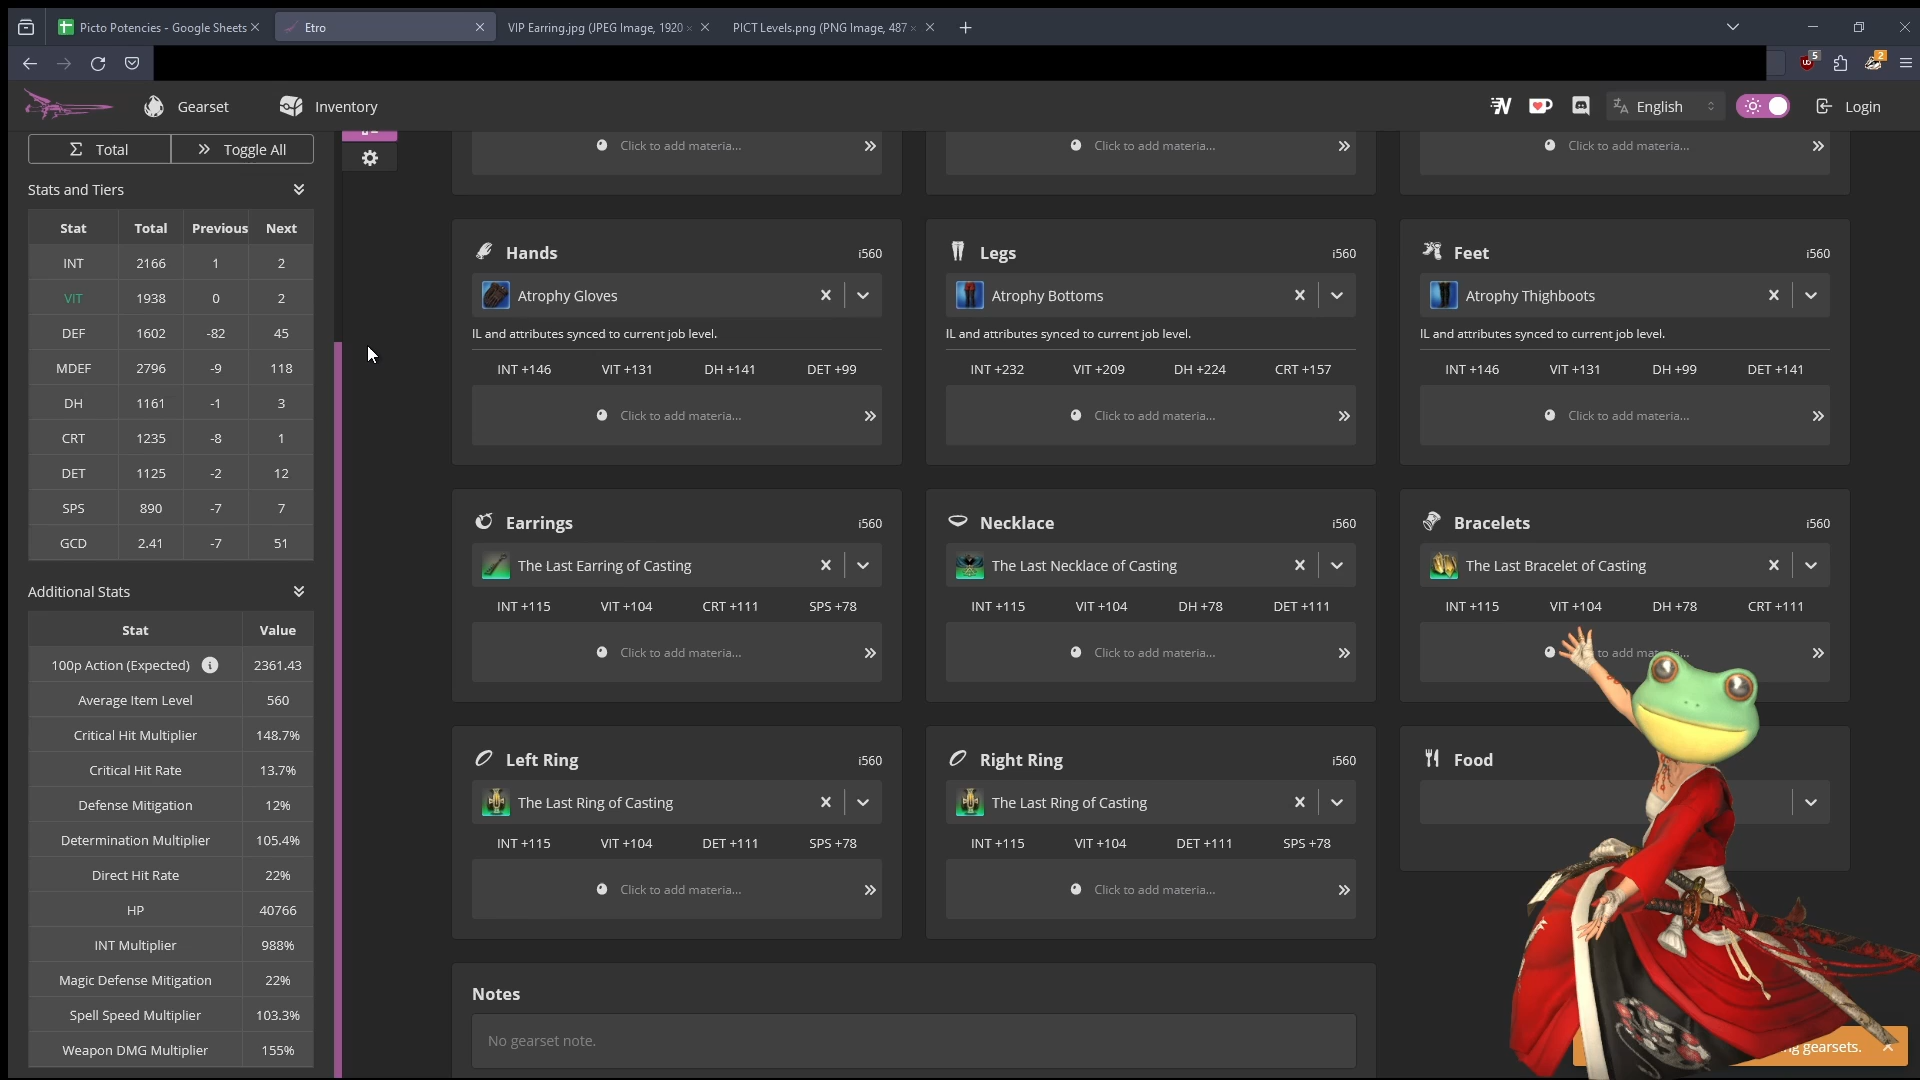 Picto Potencies - Google Sheets
Etro
VIP Earring.jpg (JPEG Image, 1920
PICT Levels.png (PNG Image, 487
5
2
Gearset
Inventory
English
Login
Total
Toggle All
Stats and Tiers
Stat Total Previous Next
INT 2166 1 2
VIT 1938 0 2
DEF 1602 -82 45
MDEF 2796 -9 118
DH 1161 -1 3
CRT 1235 -8 1
DET 1125 -2 12
SPS 890 -7 7
GCD 2.41 -7 51
Additional Stats
Stat Value
100p Action (Expected) 2361.43
Average Item Level 560
Critical Hit Multiplier 148.7%
Critical Hit Rate 13.7%
Defense Mitigation 12%
Determination Multiplier 105.4%
Direct Hit Rate 22%
HP 40766
INT Multiplier 988%
Magic Defense Mitigation 22%
Spell Speed Multiplier 103.3%
Weapon DMG Multiplier 155%
Click to add materia...
Click to add materia...
Click to add materia...
Hands i560
Atrophy Gloves
IL and attributes synced to current job level.
INT +146 VIT +131 DH +141 DET +99
Click to add materia...
Legs i560
Atrophy Bottoms
IL and attributes synced to current job level.
INT +232 VIT +209 DH +224 CRT +157
Click to add materia...
Feet i560
Atrophy Thighboots
IL and attributes synced to current job level.
INT +146 VIT +131 DH +99 DET +141
Click to add materia...
Earrings i560
The Last Earring of Casting
INT +115 VIT +104 CRT +111 SPS +78
Click to add materia...
Necklace i560
The Last Necklace of Casting
INT +115 VIT +104 DH +78 DET +111
Click to add materia...
Bracelets i560
The Last Bracelet of Casting
INT +115 VIT +104 DH +78 CRT +111
to add
Left Ring i560
The Last Ring of Casting
INT +115 VIT +104 DET +111 SPS +78
Click to add materia...
Right Ring i560
The Last Ring of Casting
INT +115 VIT +104 DET +111 SPS +78
Click to add materia...
Food
Notes
No gearset note.
gearsets.